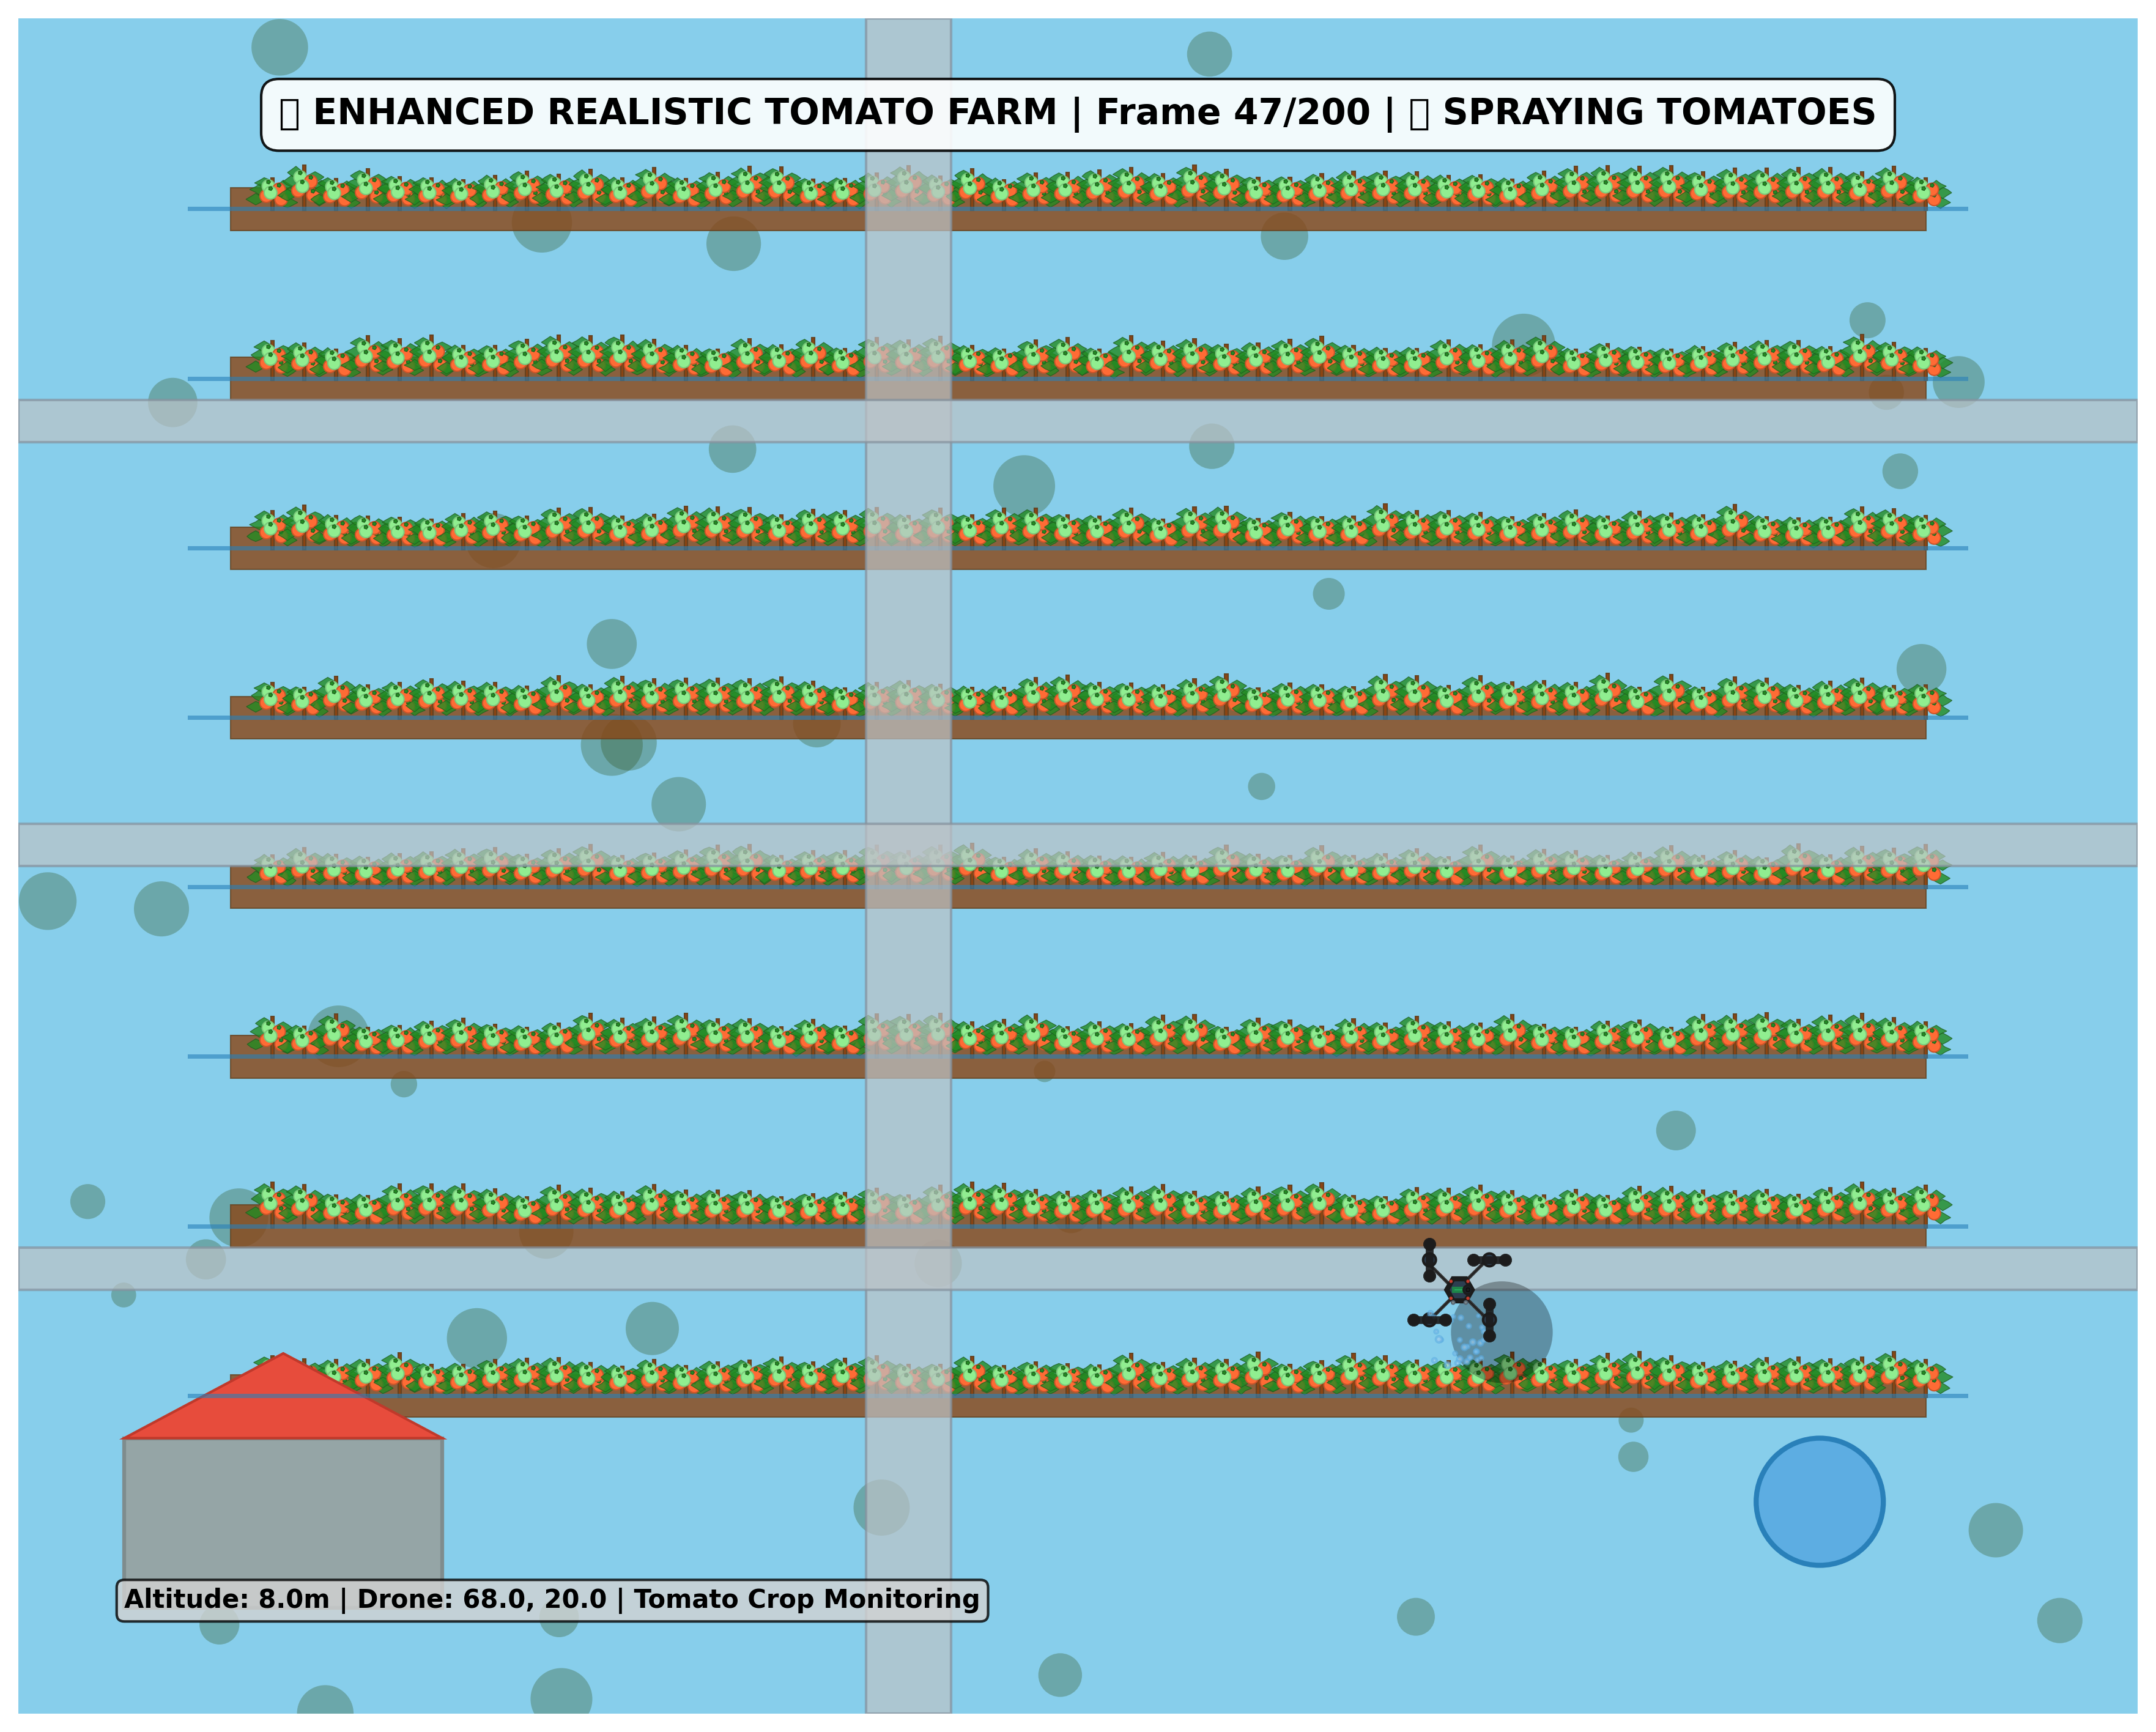 ▯ ENHANCED REALISTIC TOMATO FARM | Frame 47/200 | ▯ SPRAYING TOMATOES
Altitude: 8.0m | Drone: 68.0, 20.0 | Tomato Crop Monitoring